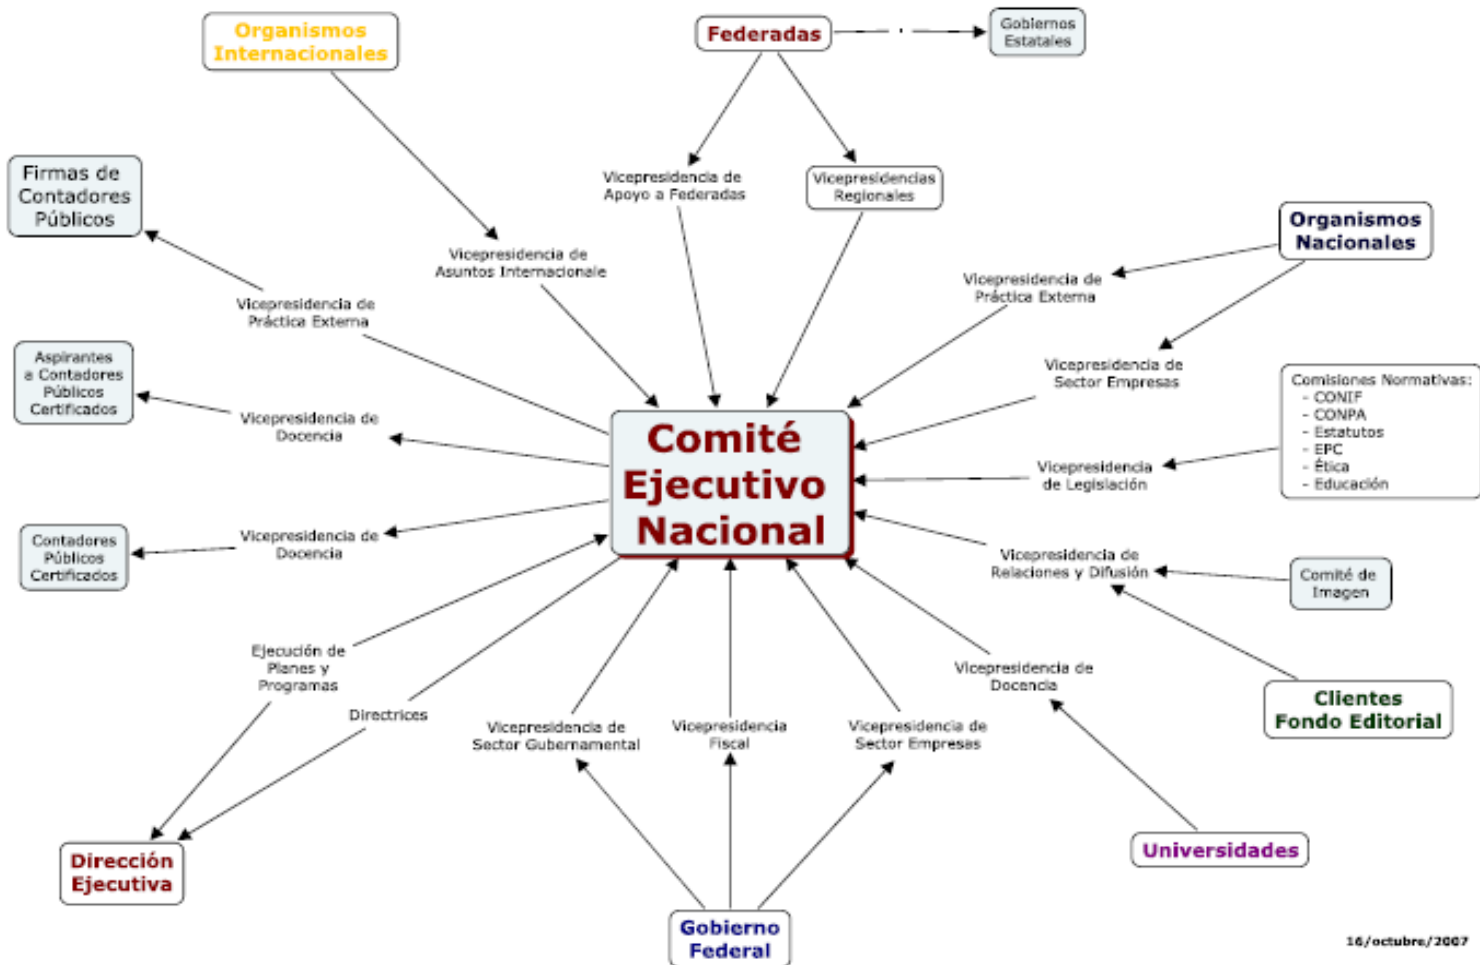 Organismos
Internacionales
Federadas
Gobiernos
Estatales
Firmas de
Contadores
Públicos
Vicepresidencia de
Apoyo a Federadas
Vicepresidencias
Regionales
Organismos
Nacionales
Vicepresidencia de
Asuntos Internacionale
Vicepresidencia de
Práctica Externa
Vicepresidencia de
Práctica Externa
Aspirantes
a Contadores
Públicos
Certificados
Vicepresidencia de
Sector Empresas
Comisiones Normativas:
- CONIF
- CONPA
- Estatutos
- EPC
- Ética
- Educación
Vicepresidencia de
Docencia
Comité
Ejecutivo
Nacional
Vicepresidencia
de Legislación
Contadores
Públicos
Certificados
Vicepresidencia de
Docencia
Vicepresidencia de
Relaciones y Difusión
Comité de
Imagen
Ejecución de
Planes y
Programas
Directrices
Vicepresidencia de
Sector Gubernamental
Vicepresidencia
Fiscal
Vicepresidencia de
Sector Empresas
Vicepresidencia de
Docencia
Clientes
Fondo Editorial
Dirección
Ejecutiva
Universidades
Gobierno
Federal
16/octubre/2007